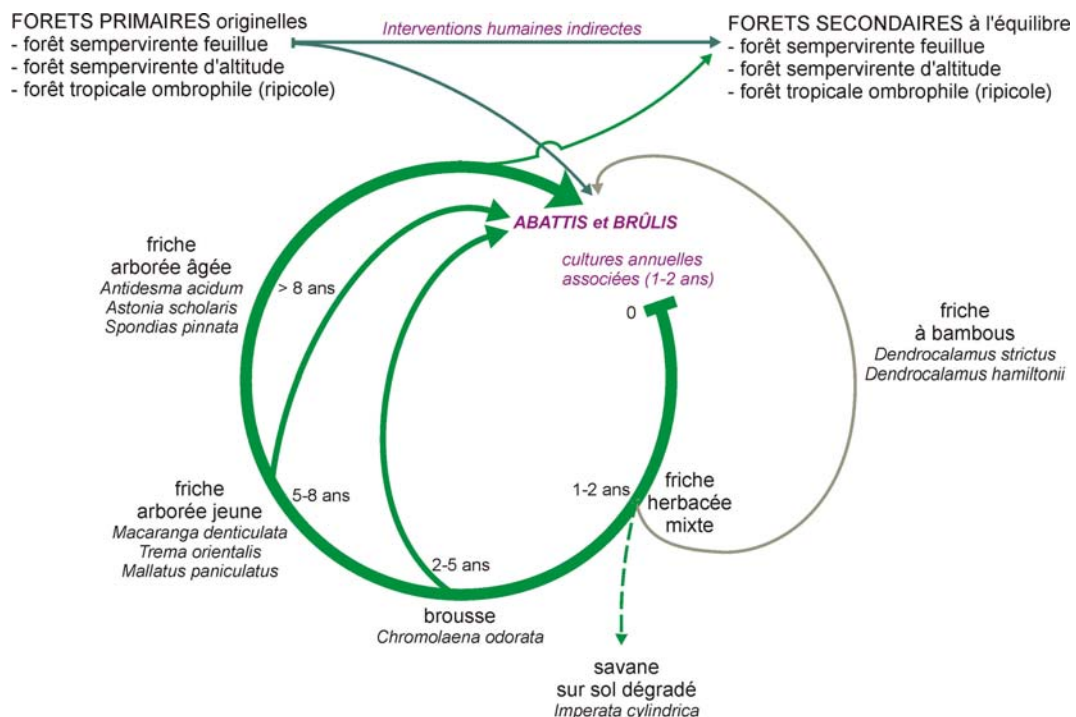 FORETS PRIMAIRES originelles
- forêt sempervirente feuillue
- forêt sempervirente d'altitude
- forêt tropicale ombrophile (ripicole)
Interventions humaines indirectes
FORETS SECONDAIRES à l'équilibre
- forêt sempervirente feuillue
- forêt sempervirente d'altitude
- forêt tropicale ombrophile (ripicole)
ABATTIS et BRÛLIS
cultures annuelles
associées (1-2 ans)
0
friche
arborée âgée
Antidesma acidum
Astonia scholaris
Spondias pinnata
> 8 ans
friche
à bambous
Dendrocalamus strictus
Dendrocalamus hamiltonii
friche
arborée jeune
Macaranga denticulata
Trema orientalis
Mallatus paniculatus
5-8 ans
1-2 ans
friche
herbacée
mixte
2-5 ans
brousse
Chromolaena odorata
savane
sur sol dégradé
Imperata cylindrica